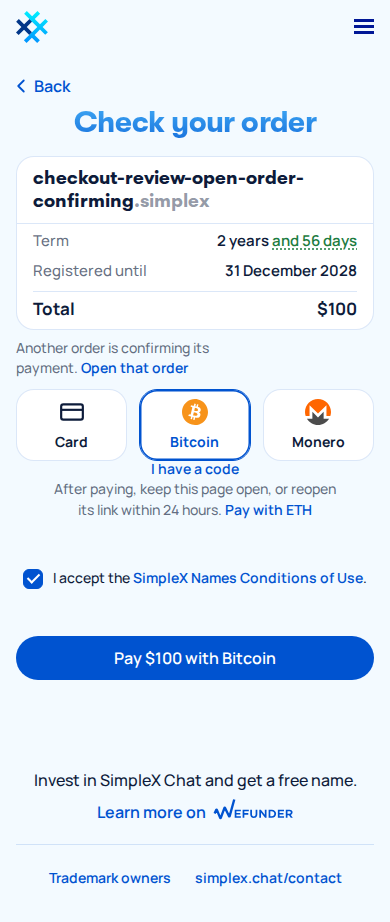 Back
Check your order
checkout-review-open-order-
confirming.simplex
Term 2 years and 56 days
Registered until 31 December 2028
Total $100
Another order is confirming its
payment. Open that order
Card Bitcoin Monero
I have a code
After paying, keep this page open, or reopen
its link within 24 hours. Pay with ETH
I accept the SimpleX Names Conditions of Use.
Pay $100 with Bitcoin
Invest in SimpleX Chat and get a free name.
Learn more on WEFUNDER
Trademark owners simplex.chat/contact